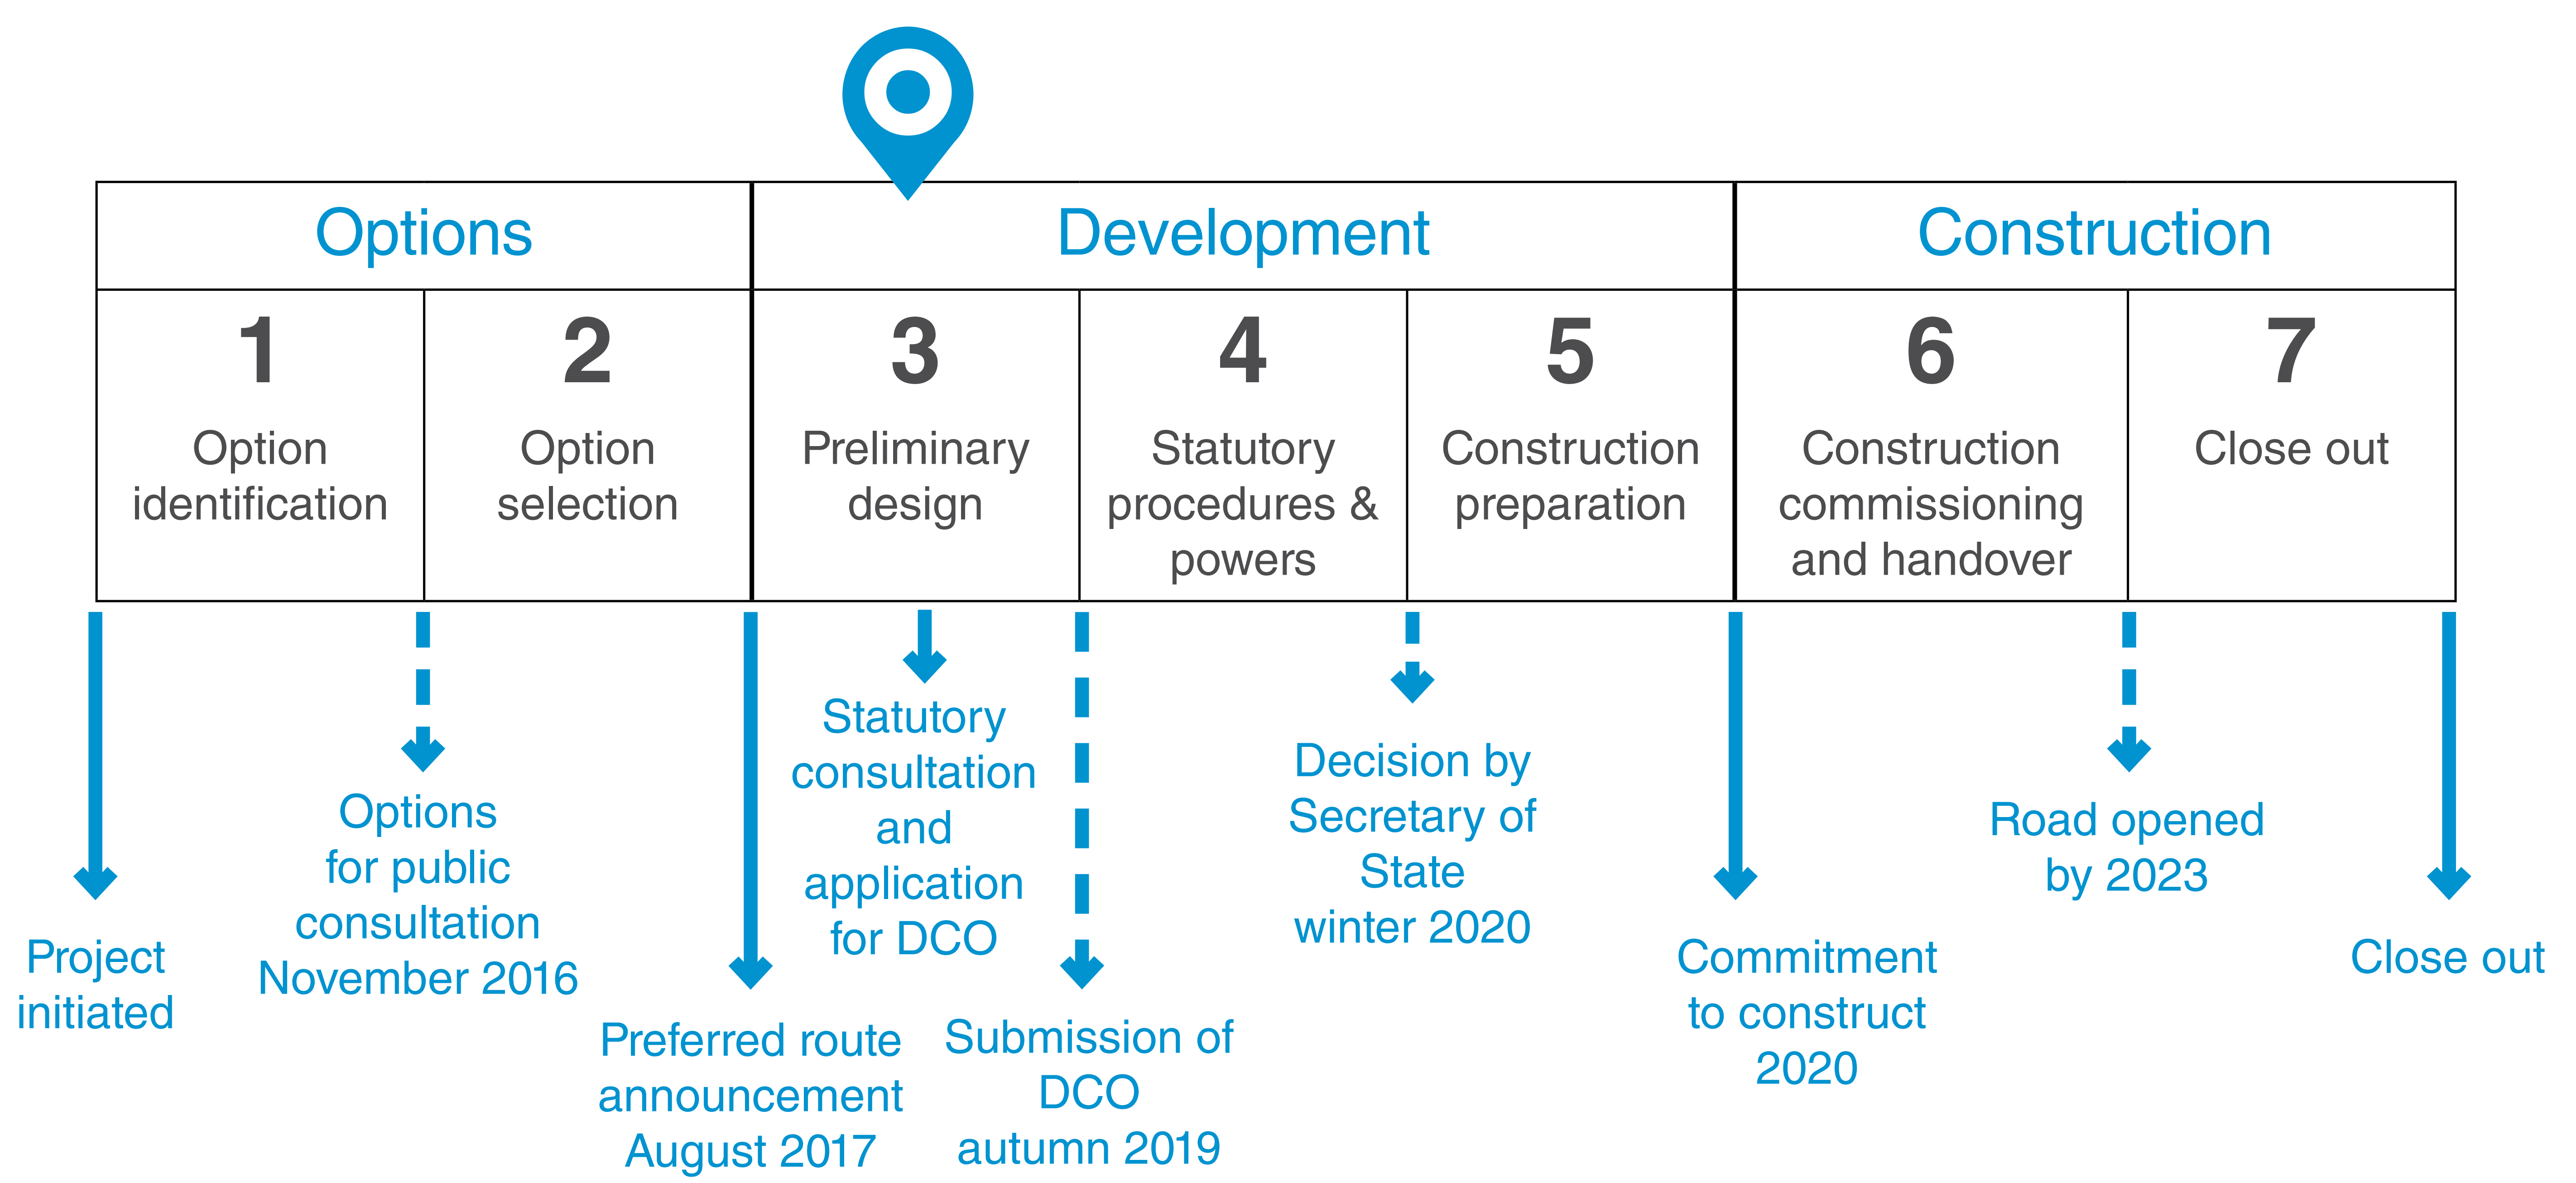 Options
Development
Construction
1
Option
identification
2
Option
selection
3
Preliminary
design
4
Statutory
procedures &
powers
5
Construction
preparation
6
Construction
commissioning
and handover
7
Close out
Project
initiated
Options
for public
consultation
November 2016
Preferred route
announcement
August 2017
Statutory
consultation
and
application
for DCO
Submission of
DCO
autumn 2019
Decision by
Secretary of
State
winter 2020
Commitment
to construct
2020
Road opened
by 2023
Close out